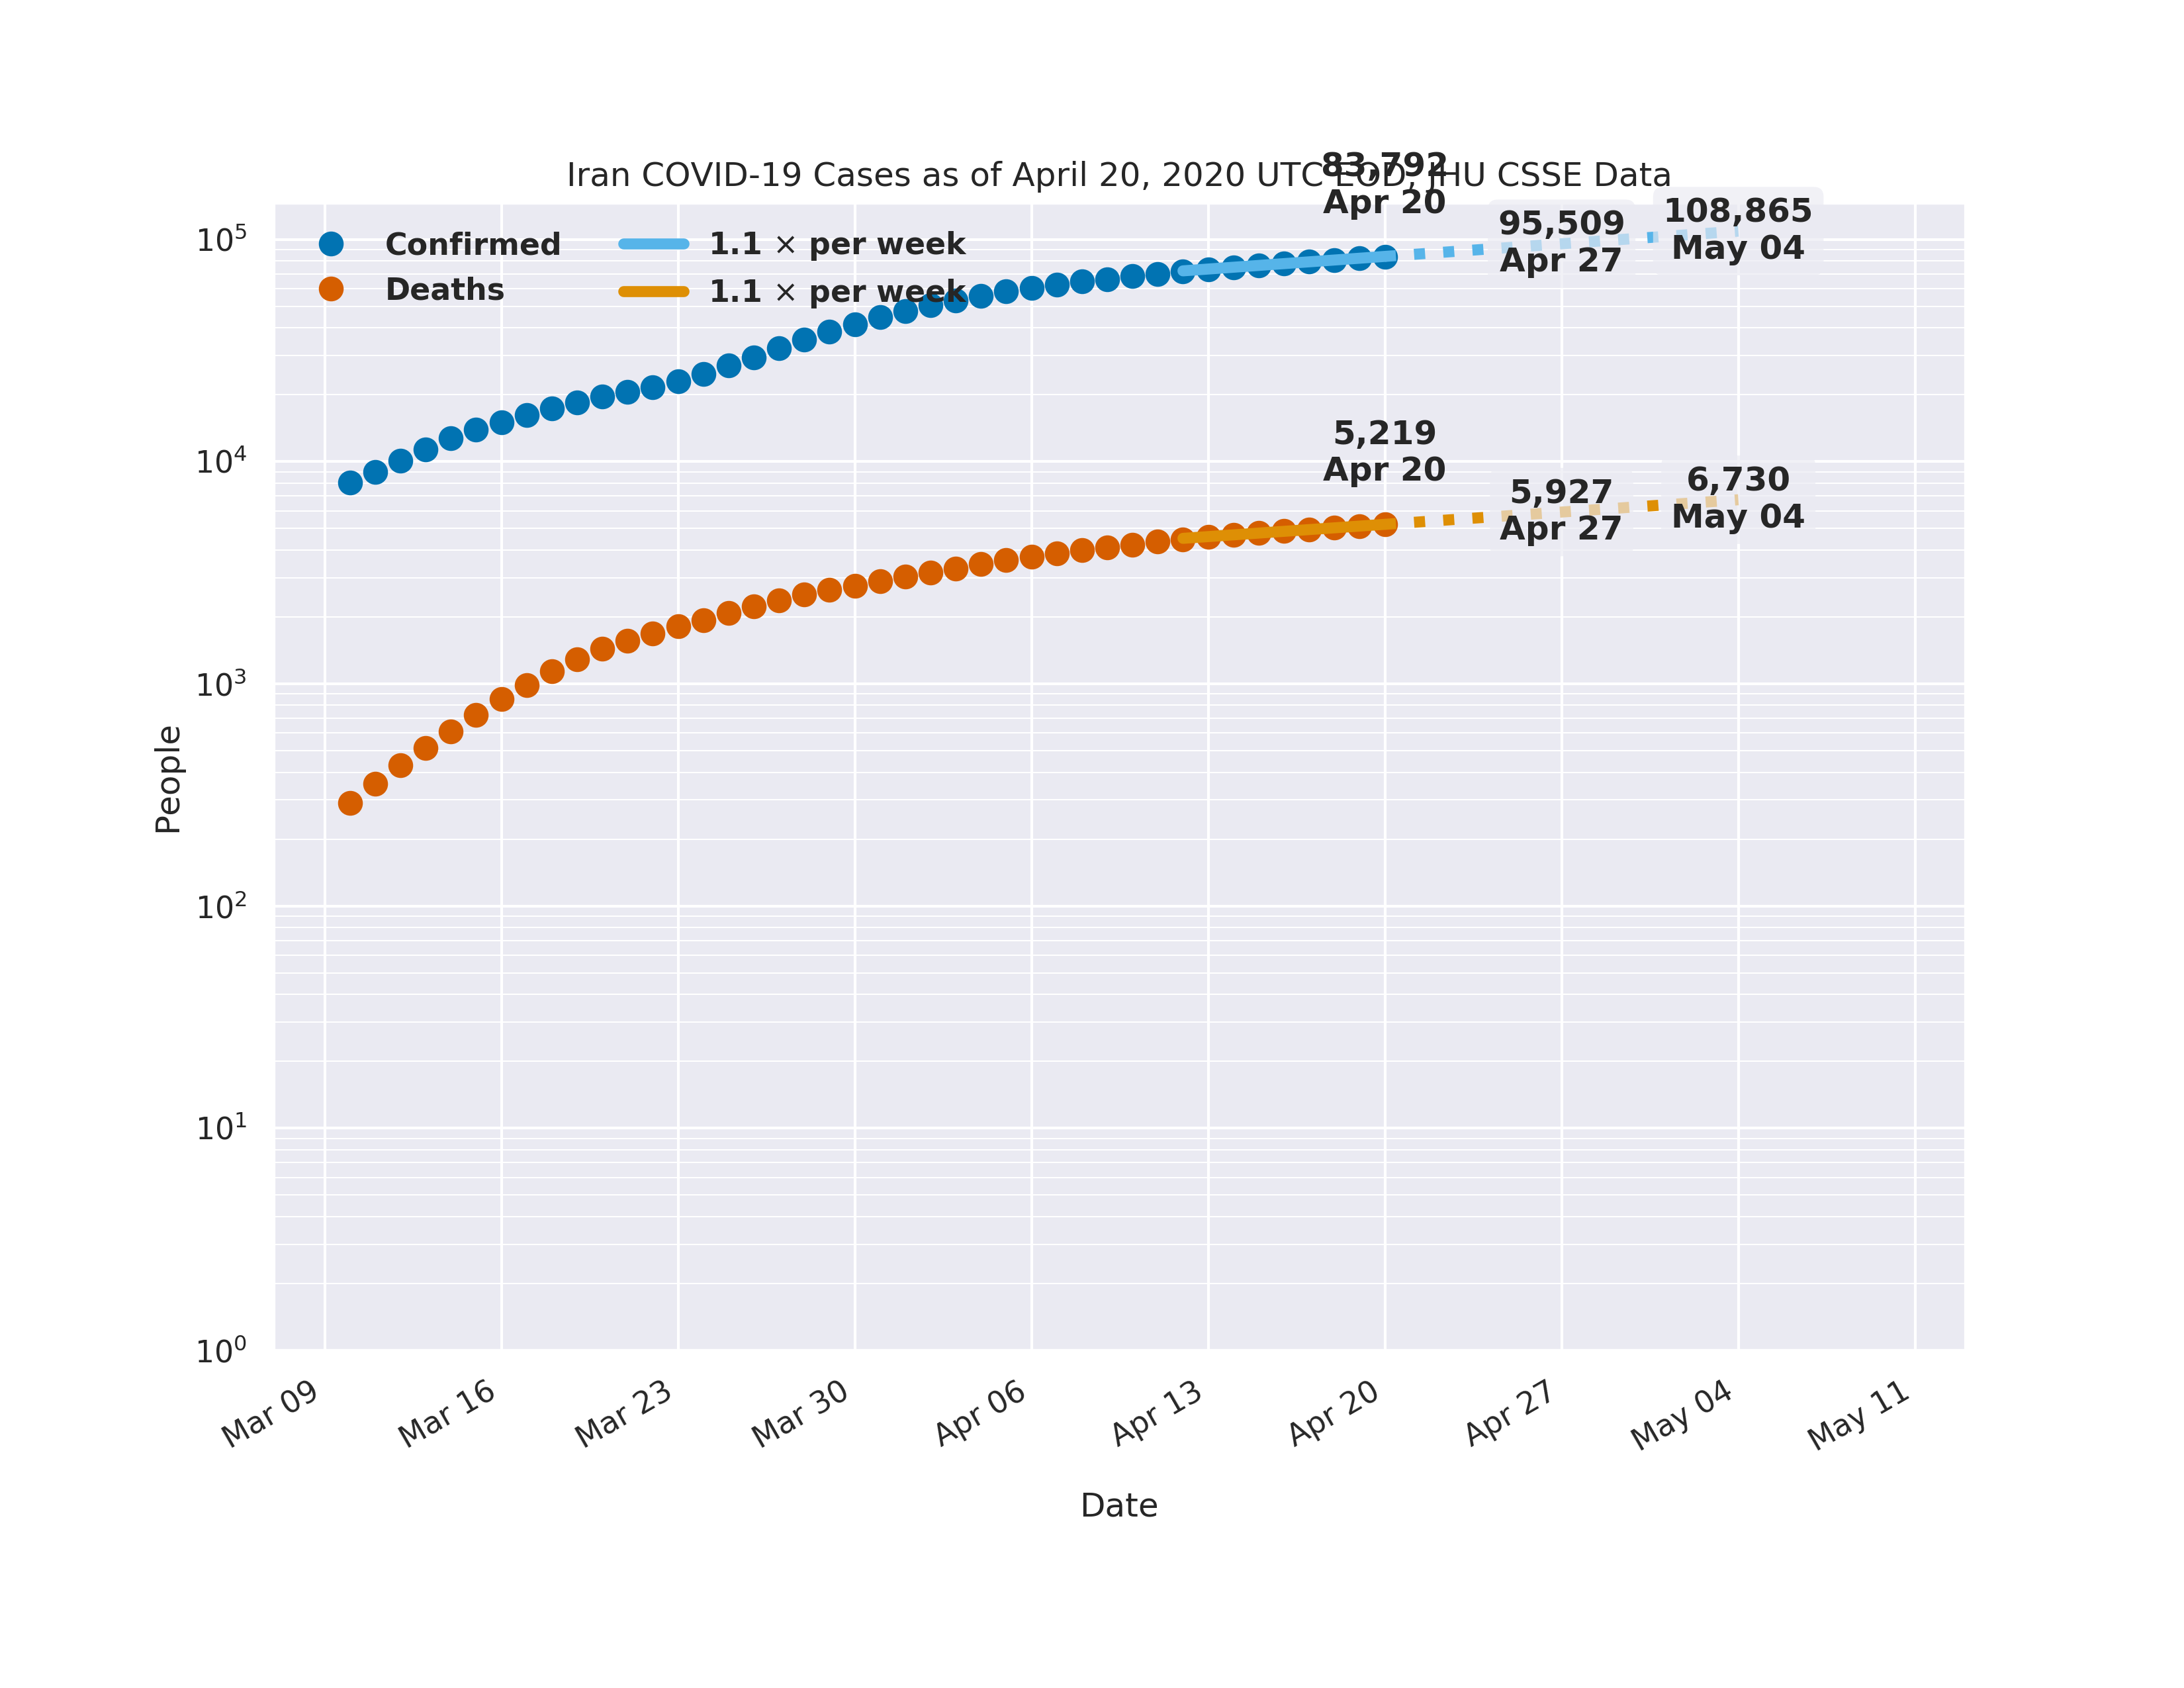 Iran COVID-19 Cases as of April 20, 2020 UTC EOD, JHU CSSE Data
83,792
Apr 20
95,509
Apr 27
108,865
May 04
Confirmed
Deaths
1.1 × per week
1.1 × per week
5,219
Apr 20
5,927
Apr 27
6,730
May 04
People
10⁵
10⁴
10³
10²
10¹
10⁰
Mar 09
Mar 16
Mar 23
Mar 30
Apr 06
Apr 13
Apr 20
Apr 27
May 04
May 11
Date